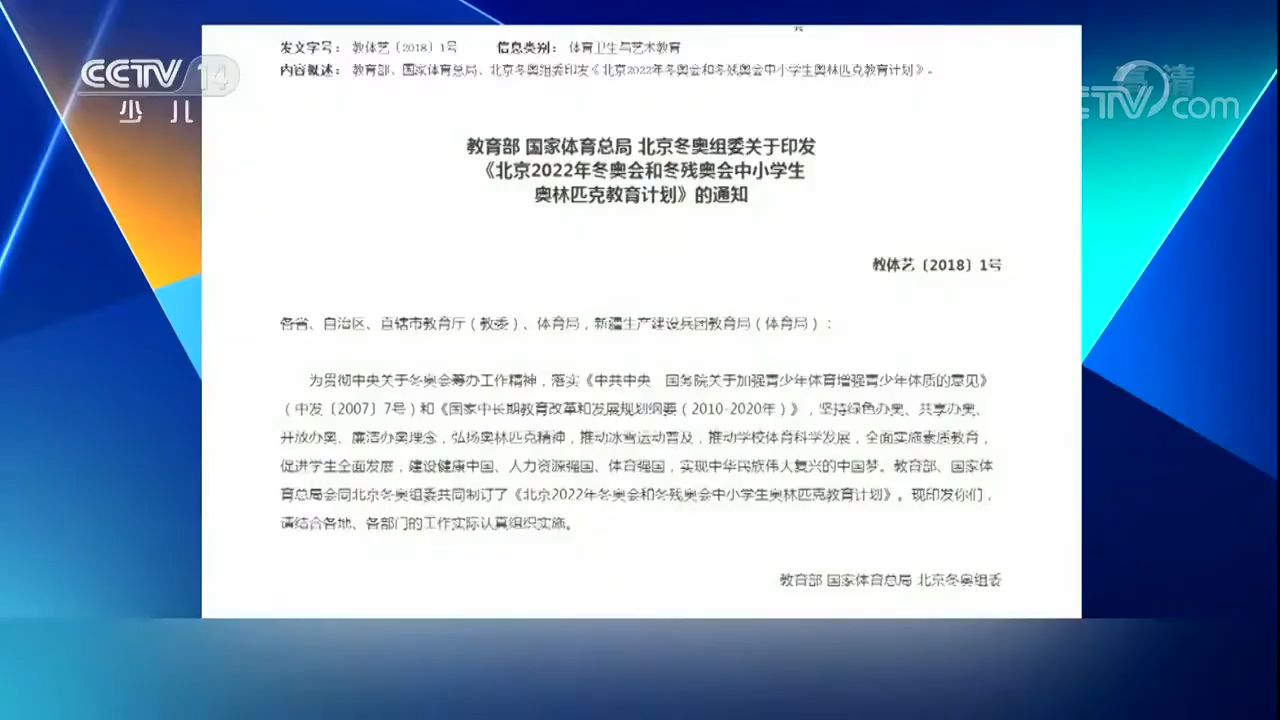 CCTV 14
少儿
高清
CTV com
发文字号： 教体艺〔2018〕1号 信息类别： 体育卫生与艺术教育
内容概述： 教育部、国家体育总局、北京冬奥组委印发《北京2022年冬奥会和冬残奥会中小学生奥林匹克教育计划》。
教育部 国家体育总局 北京冬奥组委关于印发
《北京2022年冬奥会和冬残奥会中小学生
奥林匹克教育计划》的通知
教体艺〔2018〕1号
各省、自治区、直辖市教育厅（教委）、体育局，新疆生产建设兵团教育局（体育局）：
为贯彻中央关于冬奥会筹办工作精神，落实《中共中央 国务院关于加强青少年体育增强青少年体质的意见》
（中发〔2007〕7号）和《国家中长期教育改革和发展规划纲要（2010-2020年）》，坚持绿色办奥、共享办奥、
开放办奥、廉洁办奥理念，弘扬奥林匹克精神，推动冰雪运动普及，推动学校体育科学发展，全面实施素质教育，
促进学生全面发展，建设健康中国、人力资源强国、体育强国，实现中华民族伟大复兴的中国梦。教育部、国家体
育总局会同北京冬奥组委共同制订了《北京2022年冬奥会和冬残奥会中小学生奥林匹克教育计划》。现印发你们，
请结合各地、各部门的工作实际认真组织实施。
教育部 国家体育总局 北京冬奥组委